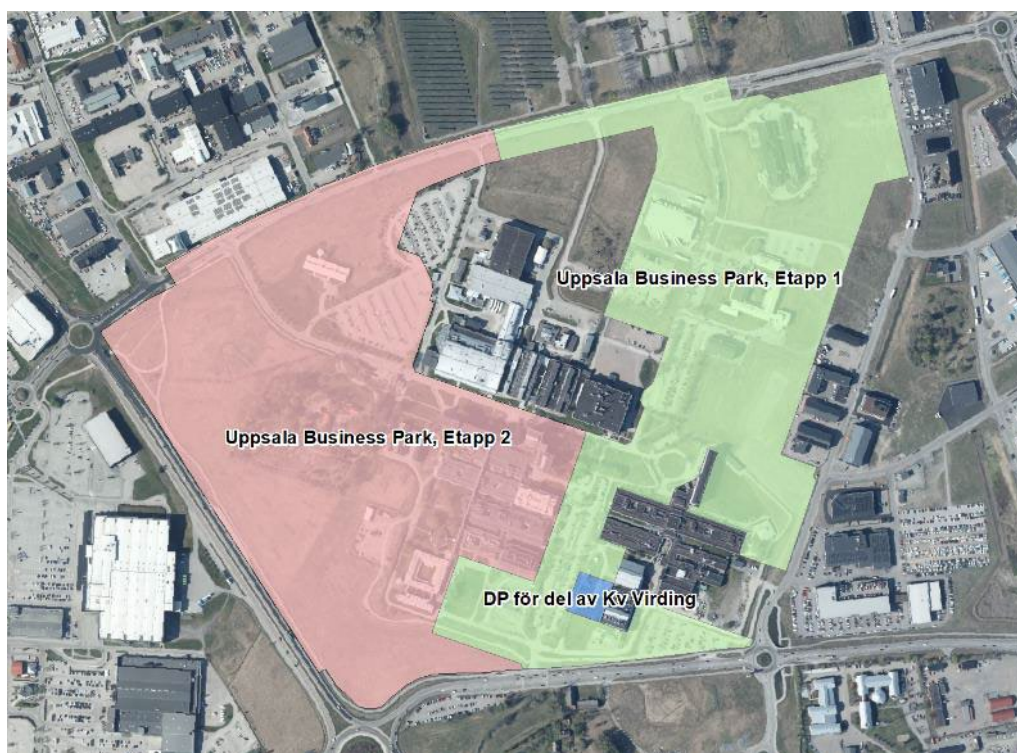 Uppsala Business Park, Etapp 1
Uppsala Business Park, Etapp 2
DP för del av Kv Virding